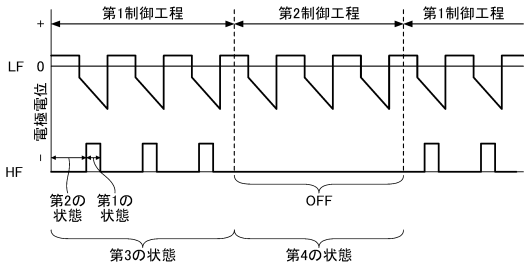 第1制御工程 第2制御工程 第1制御工程
+
LF 0
電極電位
−
HF
第2の状態 第1の状態
OFF
第3の状態 第4の状態